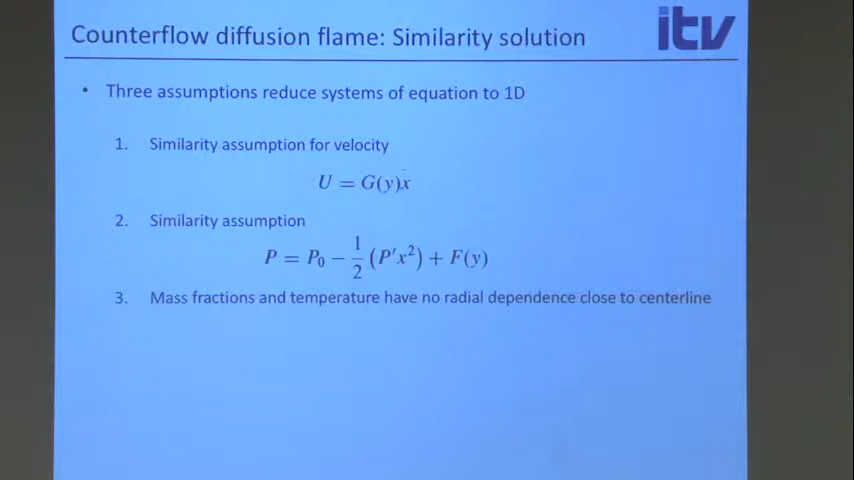 Counterflow diffusion flame: Similarity solution
itv
• Three assumptions reduce systems of equation to 1D
1. Similarity assumption for velocity
U = G(y)x
2. Similarity assumption
P = P₀ − 1/2 (P′x²) + F(y)
3. Mass fractions and temperature have no radial dependence close to centerline